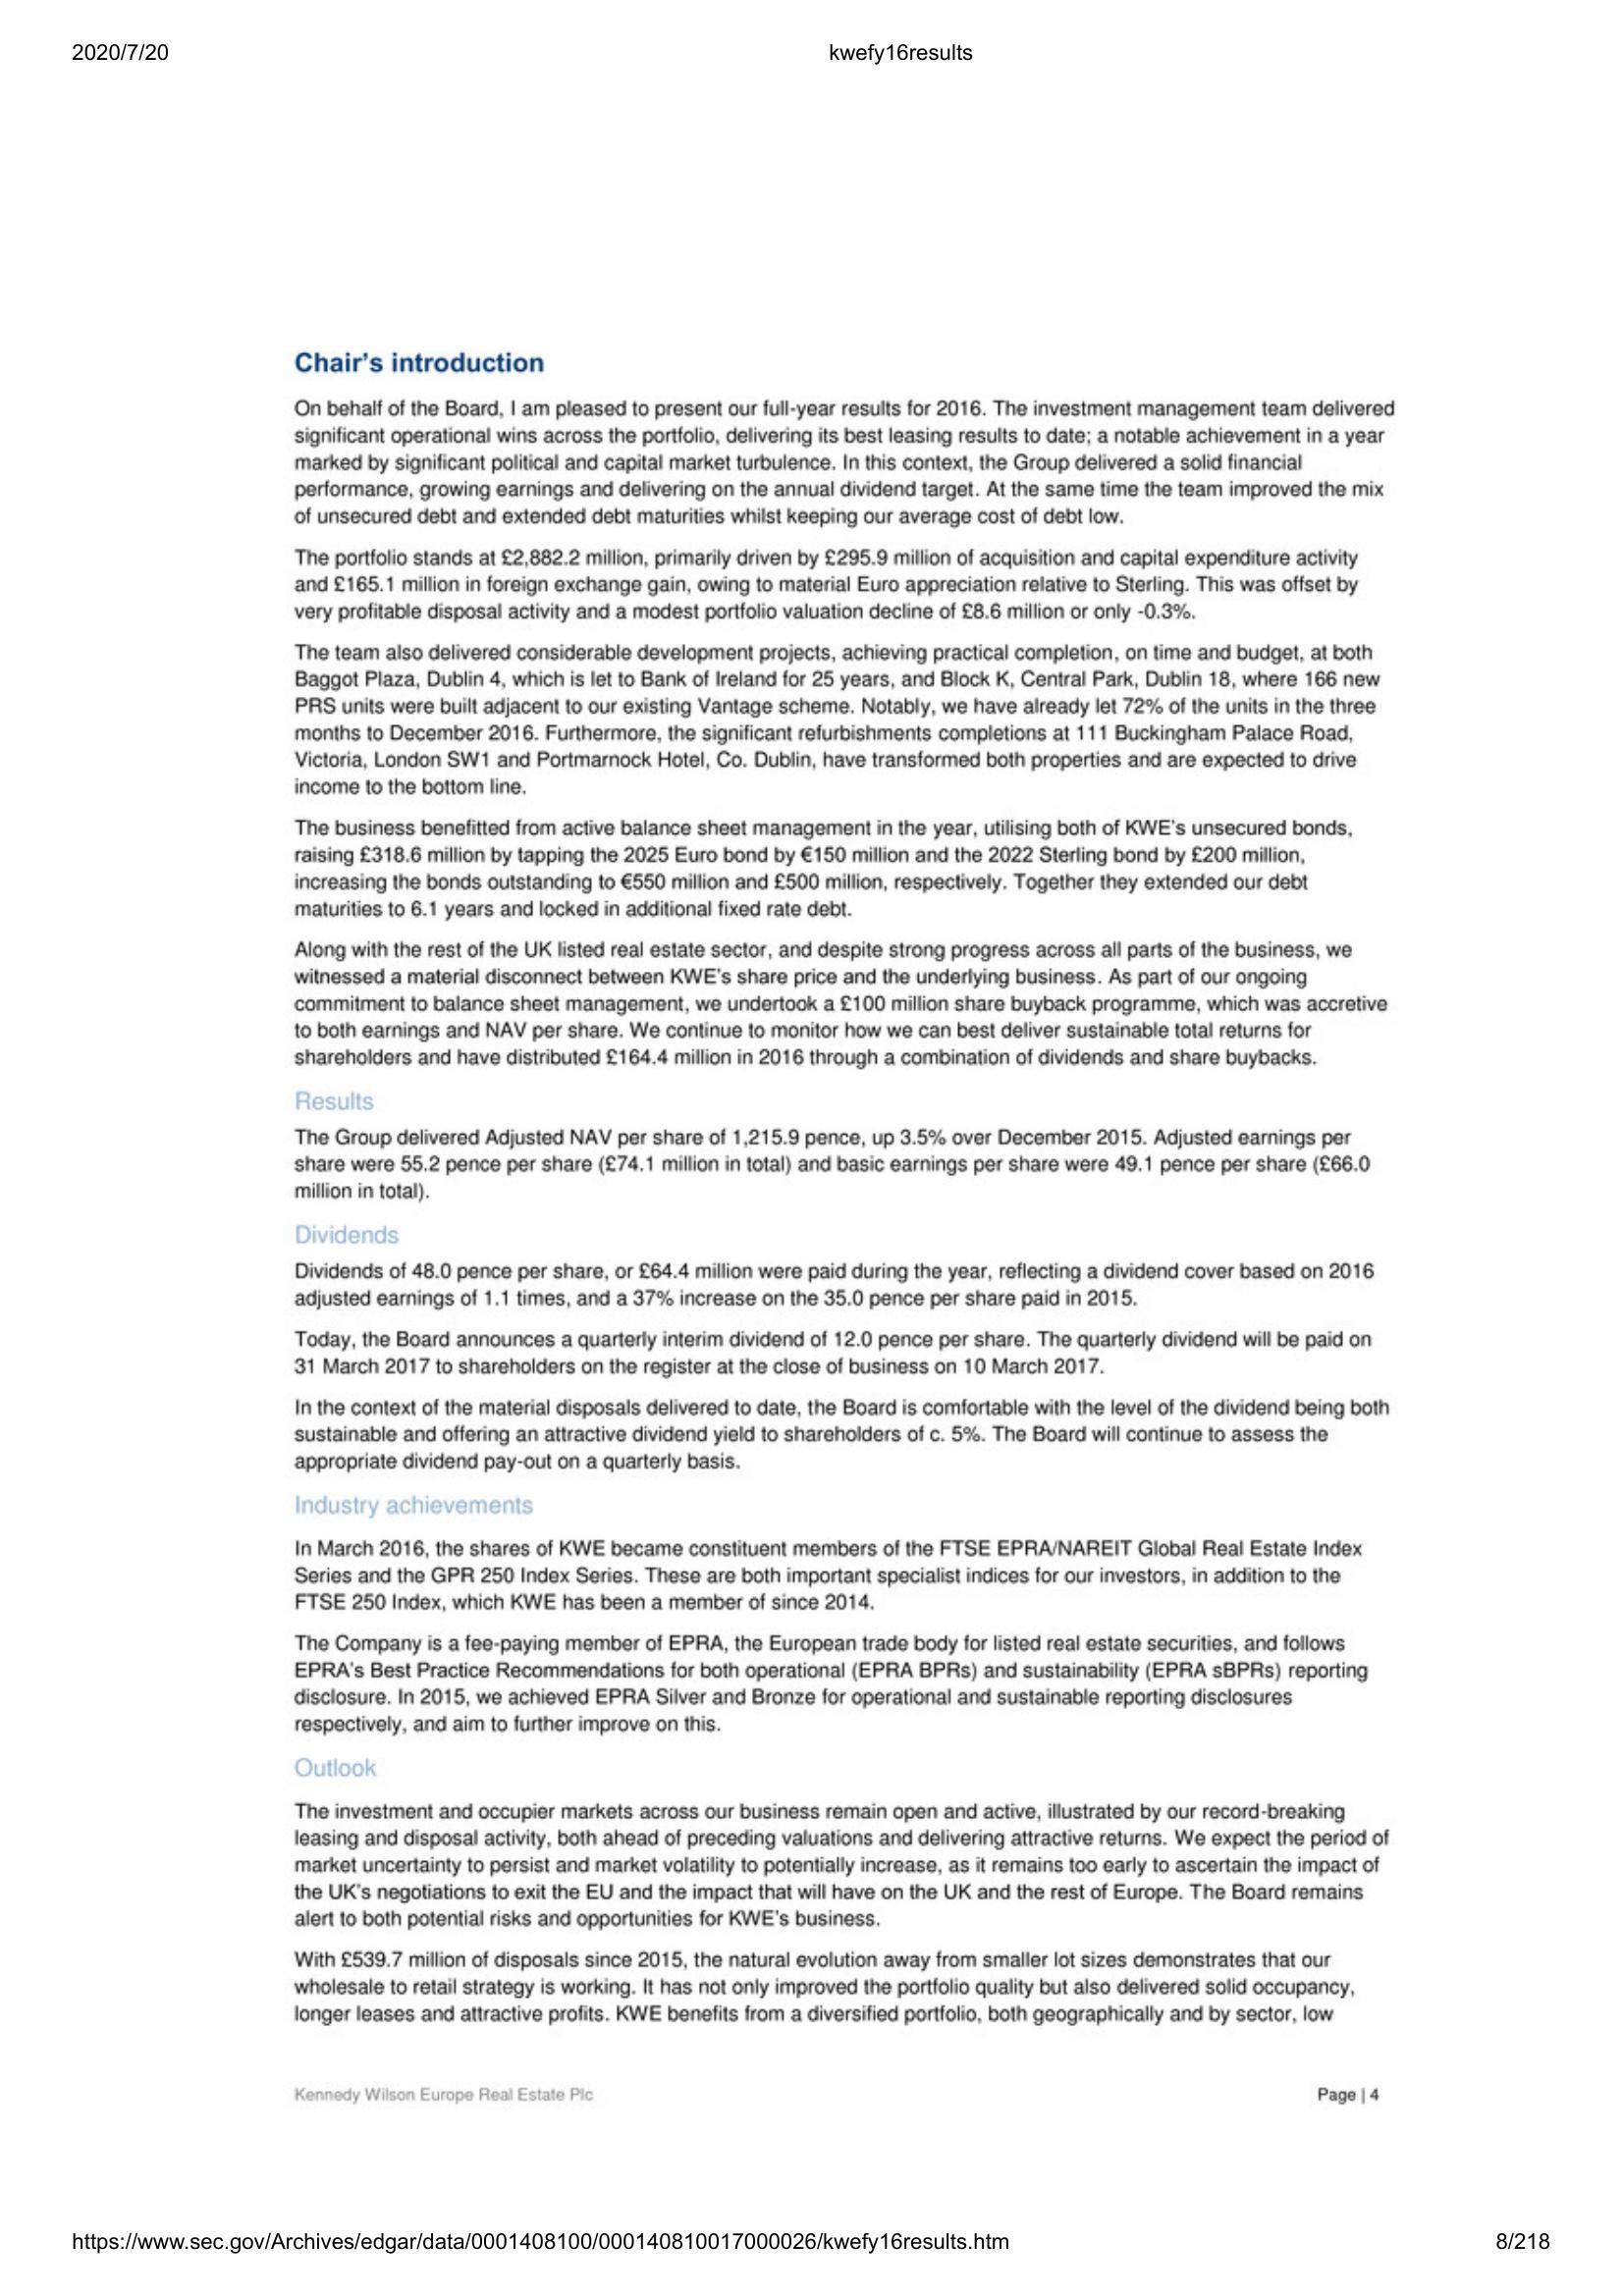 2020/7/20 kwefy16results
Chair's introduction
On behalf of the Board, I am pleased to present our full-year results for 2016. The investment management team delivered
significant operational wins across the portfolio, delivering its best leasing results to date; a notable achievement in a year
marked by significant political and capital market turbulence. In this context, the Group delivered a solid financial
performance, growing earnings and delivering on the annual dividend target. At the same time the team improved the mix
of unsecured debt and extended debt maturities whilst keeping our average cost of debt low.
The portfolio stands at £2,882.2 million, primarily driven by £295.9 million of acquisition and capital expenditure activity
and £165.1 million in foreign exchange gain, owing to material Euro appreciation relative to Sterling. This was offset by
very profitable disposal activity and a modest portfolio valuation decline of £8.6 million or only -0.3%.
The team also delivered considerable development projects, achieving practical completion, on time and budget, at both
Baggot Plaza, Dublin 4, which is let to Bank of Ireland for 25 years, and Block K, Central Park, Dublin 18, where 166 new
PRS units were built adjacent to our existing Vantage scheme. Notably, we have already let 72% of the units in the three
months to December 2016. Furthermore, the significant refurbishments completions at 111 Buckingham Palace Road,
Victoria, London SW1 and Portmarnock Hotel, Co. Dublin, have transformed both properties and are expected to drive
income to the bottom line.
The business benefitted from active balance sheet management in the year, utilising both of KWE's unsecured bonds,
raising £318.6 million by tapping the 2025 Euro bond by €150 million and the 2022 Sterling bond by £200 million,
increasing the bonds outstanding to €550 million and £500 million, respectively. Together they extended our debt
maturities to 6.1 years and locked in additional fixed rate debt.
Along with the rest of the UK listed real estate sector, and despite strong progress across all parts of the business, we
witnessed a material disconnect between KWE's share price and the underlying business. As part of our ongoing
commitment to balance sheet management, we undertook a £100 million share buyback programme, which was accretive
to both earnings and NAV per share. We continue to monitor how we can best deliver sustainable total returns for
shareholders and have distributed £164.4 million in 2016 through a combination of dividends and share buybacks.
Results
The Group delivered Adjusted NAV per share of 1,215.9 pence, up 3.5% over December 2015. Adjusted earnings per
share were 55.2 pence per share (£74.1 million in total) and basic earnings per share were 49.1 pence per share (£66.0
million in total).
Dividends
Dividends of 48.0 pence per share, or £64.4 million were paid during the year, reflecting a dividend cover based on 2016
adjusted earnings of 1.1 times, and a 37% increase on the 35.0 pence per share paid in 2015.
Today, the Board announces a quarterly interim dividend of 12.0 pence per share. The quarterly dividend will be paid on
31 March 2017 to shareholders on the register at the close of business on 10 March 2017.
In the context of the material disposals delivered to date, the Board is comfortable with the level of the dividend being both
sustainable and offering an attractive dividend yield to shareholders of c. 5%. The Board will continue to assess the
appropriate dividend pay-out on a quarterly basis.
Industry achievements
In March 2016, the shares of KWE became constituent members of the FTSE EPRA/NAREIT Global Real Estate Index
Series and the GPR 250 Index Series. These are both important specialist indices for our investors, in addition to the
FTSE 250 Index, which KWE has been a member of since 2014.
The Company is a fee-paying member of EPRA, the European trade body for listed real estate securities, and follows
EPRA's Best Practice Recommendations for both operational (EPRA BPRs) and sustainability (EPRA sBPRs) reporting
disclosure. In 2015, we achieved EPRA Silver and Bronze for operational and sustainable reporting disclosures
respectively, and aim to further improve on this.
Outlook
The investment and occupier markets across our business remain open and active, illustrated by our record-breaking
leasing and disposal activity, both ahead of preceding valuations and delivering attractive returns. We expect the period of
market uncertainty to persist and market volatility to potentially increase, as it remains too early to ascertain the impact of
the UK's negotiations to exit the EU and the impact that will have on the UK and the rest of Europe. The Board remains
alert to both potential risks and opportunities for KWE's business.
With £539.7 million of disposals since 2015, the natural evolution away from smaller lot sizes demonstrates that our
wholesale to retail strategy is working. It has not only improved the portfolio quality but also delivered solid occupancy,
longer leases and attractive profits. KWE benefits from a diversified portfolio, both geographically and by sector, low
Kennedy Wilson Europe Real Estate Plc Page | 4
https://www.sec.gov/Archives/edgar/data/0001408100/000140810017000026/kwefy16results.htm 8/218